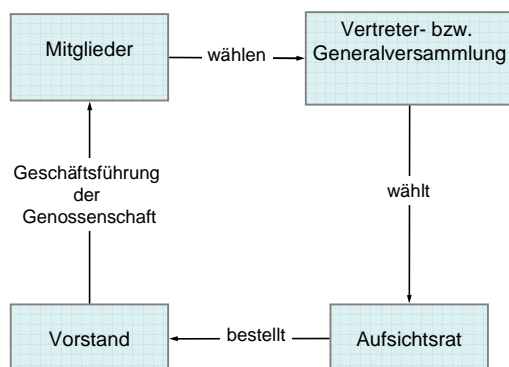 Mitglieder
wählen
Vertreter- bzw.
Generalversammlung
Geschäftsführung
der
Genossenschaft
wählt
Vorstand
bestellt
Aufsichtsrat